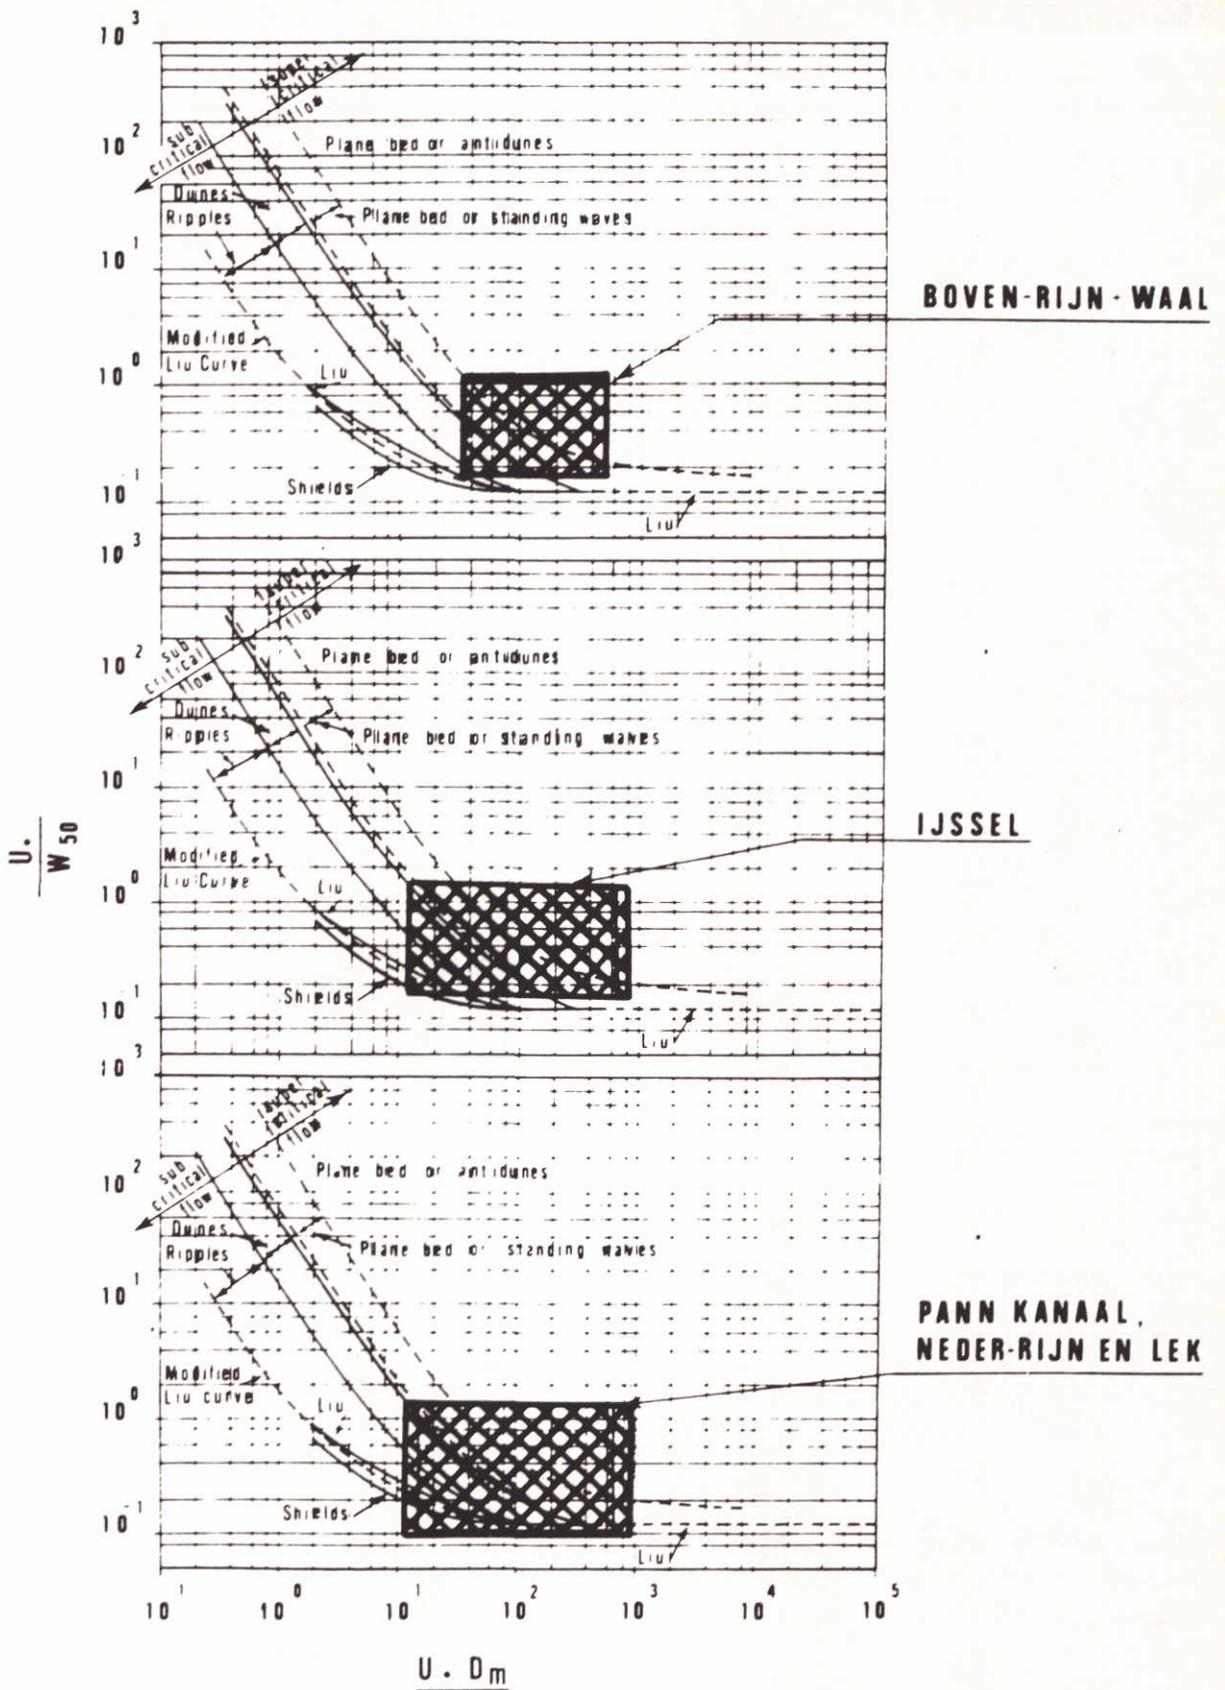 10³
super
critical
flow
10²
sub
critical
flow
Plane bed or antidunes
Dunes
Ripples
Plane bed or standing waves
10¹
BOVEN-RIJN-WAAL
Modified
Liu Curve
10⁰
Liu
Shields
10¹
Liu
10³
critical
flow
10²
sub
critical
flow
Plane bed or antidunes
Dunes
Ripples
Plane bed or standing waves
10¹
IJSSEL
U.
W₅₀
Modified
Liu Curve
10⁰
Liu
Shields
10⁻¹
Liu
10³
critical
flow
10²
sub
critical
flow
Plane bed or antidunes
Dunes
Ripples
Plane bed or standing waves
10¹
PANN KANAAL,
NEDER-RIJN EN LEK
Modified
Liu curve
10⁰
Liu
Shields
10⁻¹
Liu
10¹ 10⁰ 10¹ 10² 10³ 10⁴ 10⁵
U. Dm